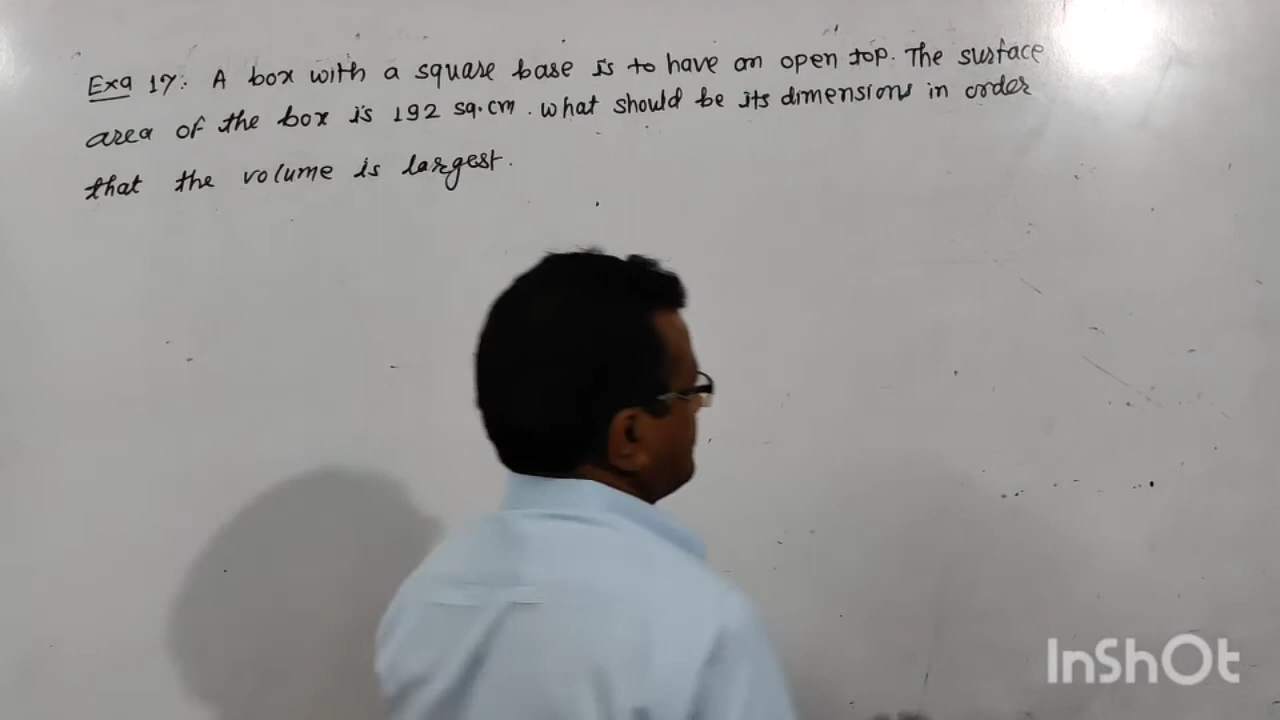 Exa 17: A box with a square base is to have an open top. The surface
area of the box is 192 sq.cm. what should be its dimensions in order
that the volume is largest.
InShOt